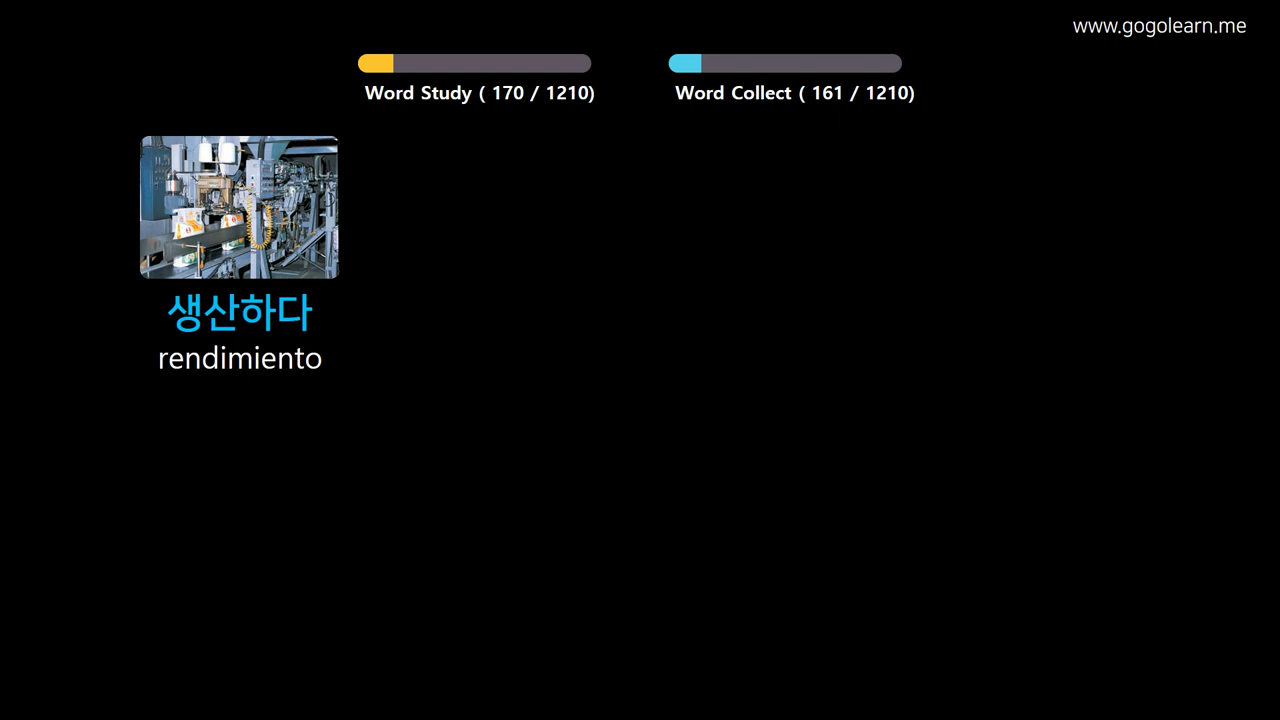 www.gogolearn.me
Word Study ( 170 / 1210)
Word Collect ( 161 / 1210)
생산하다
rendimiento